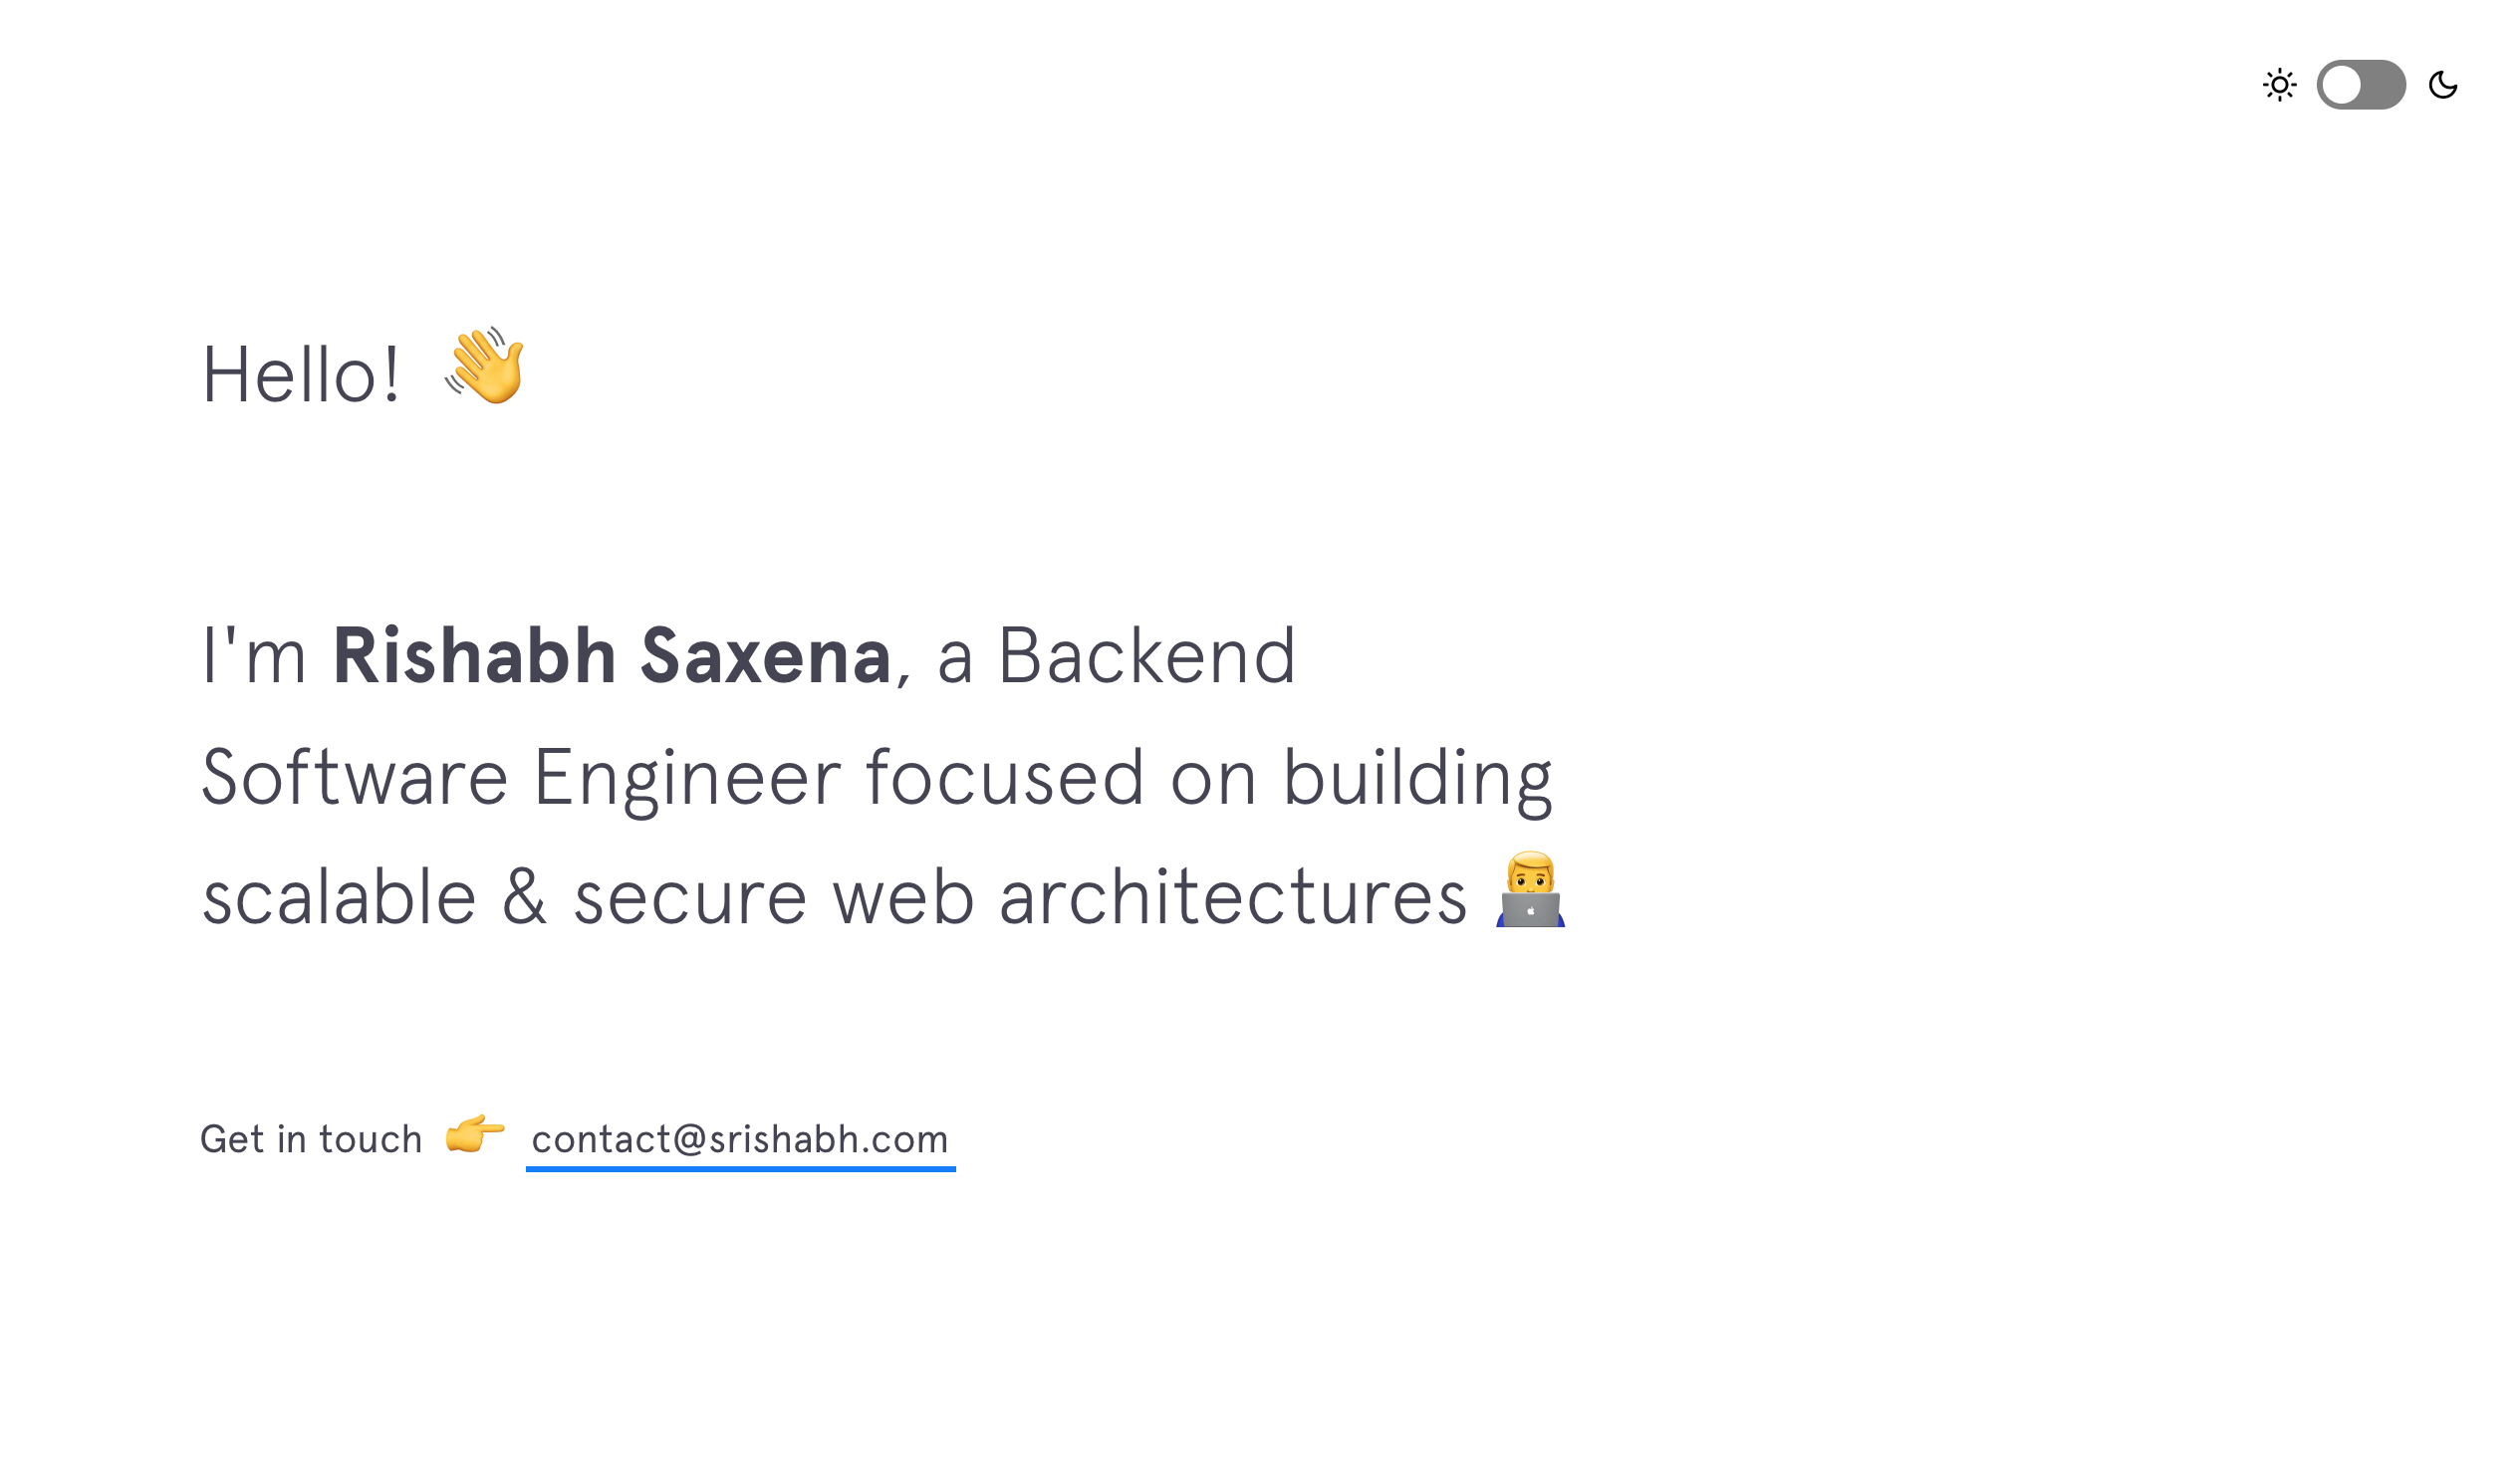 Hello! 👋
I'm Rishabh Saxena, a Backend
Software Engineer focused on building
scalable & secure web architectures 👨‍💻
Get in touch 👉 contact@srishabh.com